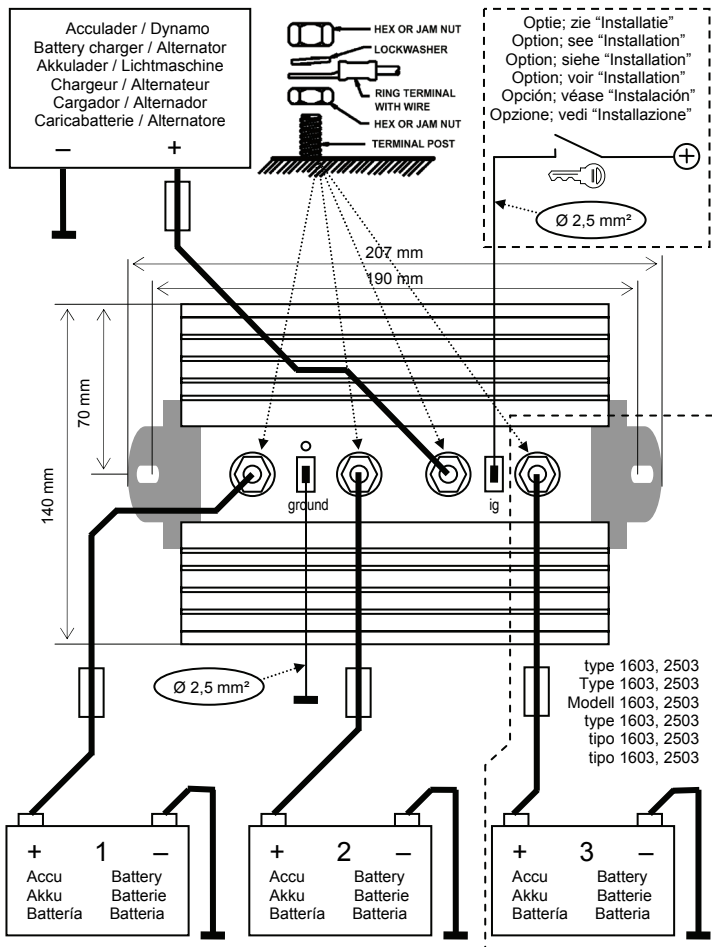 Acculader / Dynamo
Battery charger / Alternator
Akkulader / Lichtmaschine
Chargeur / Alternateur
Cargador / Alternador
Caricabatterie / Alternatore
– +
HEX OR JAM NUT
LOCKWASHER
RING TERMINAL
WITH WIRE
HEX OR JAM NUT
TERMINAL POST
Optie; zie “Installatie”
Option; see “Installation”
Option; siehe “Installation”
Option; voir “Installation”
Opción; véase “Instalación”
Opzione; vedi “Installazione”
+
Ø 2,5 mm²
207 mm
190 mm
70 mm
140 mm
ground
ig
Ø 2,5 mm²
type 1603, 2503
Type 1603, 2503
Modell 1603, 2503
type 1603, 2503
tipo 1603, 2503
tipo 1603, 2503
+ 1 –
Accu Battery
Akku Batterie
Batterίa Batteria
+ 2 –
Accu Battery
Akku Batterie
Batterίa Batteria
+ 3 –
Accu Battery
Akku Batterie
Batterίa Batteria